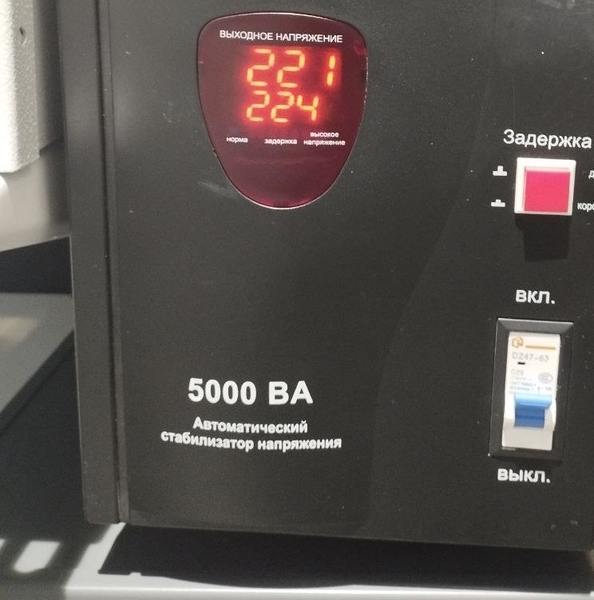 ВЫХОДНОЕ НАПРЯЖЕНИЕ
221
224
норма задержка высокое напряжение
Задержка
ВКЛ.
DZ47-63
ВЫКЛ.
5000 ВА
Автоматический
стабилизатор напряжения